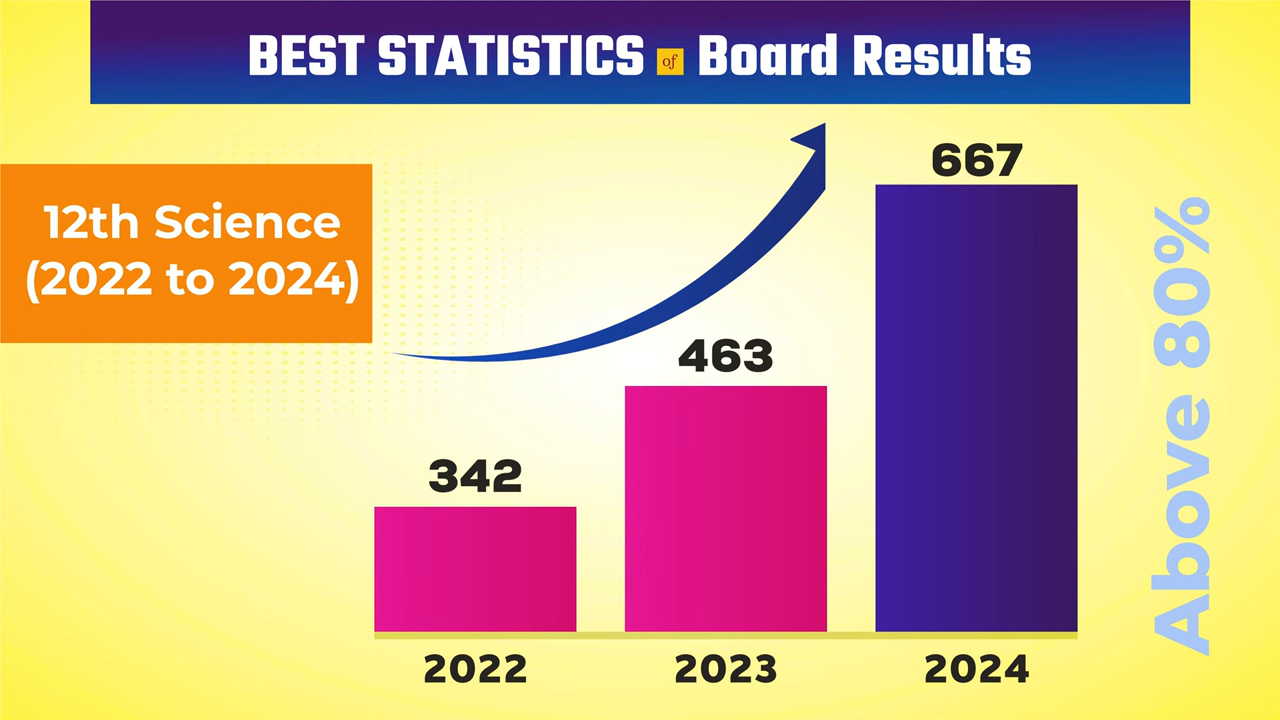 BEST STATISTICS of Board Results
12th Science
(2022 to 2024)
342
463
667
2022
2023
2024
Above 80%